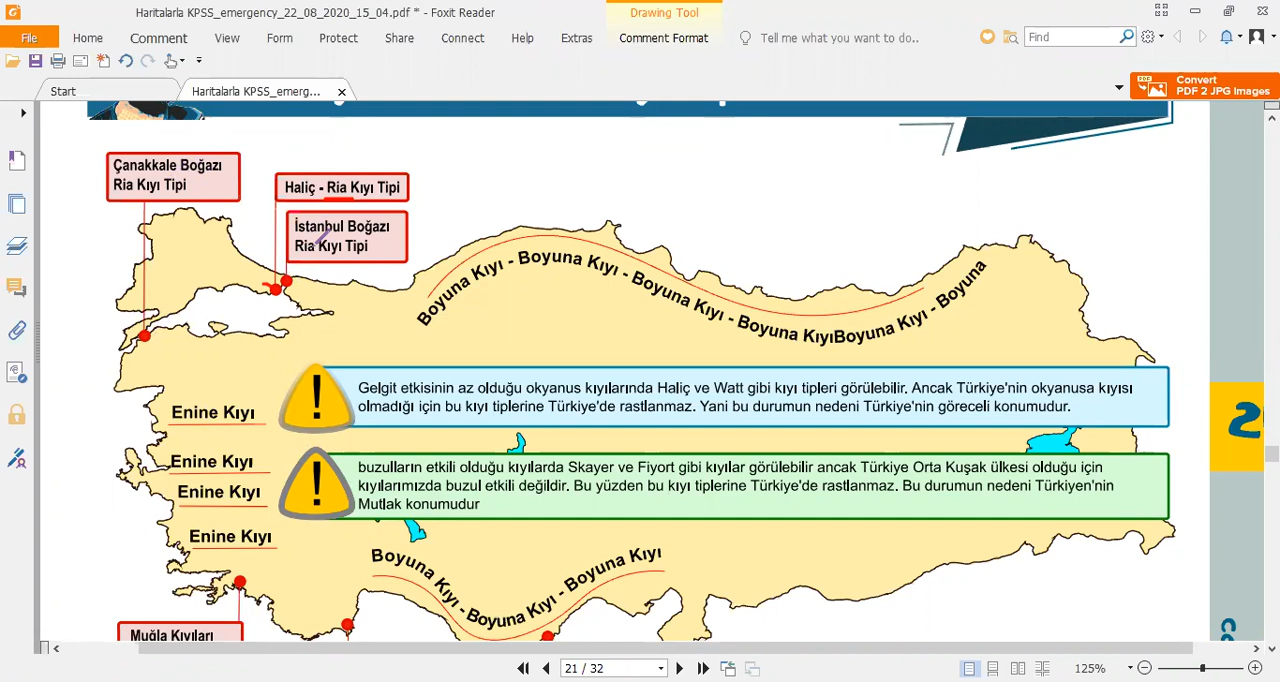 Haritalarla KPSS_emergency_22_08_2020_15_04.pdf * - Foxit Reader
Drawing Tool
File Home Comment View Form Protect Share Connect Help Extras Comment Format Tell me what you want to do.. Find
Start Haritalarla KPSS_emerg...
Convert
PDF 2 JPG Images
Çanakkale Boğazı
Ria Kıyı Tipi
Haliç - Ria Kıyı Tipi
İstanbul Boğazı
Ria Kıyı Tipi
Boyuna Kıyı - Boyuna Kıyı - Boyuna Kıyı - Boyuna KıyıBoyuna Kıyı - Boyuna
Gelgit etkisinin az olduğu okyanus kıyılarında Haliç ve Watt gibi kıyı tipleri görülebilir. Ancak Türkiye'nin okyanusa kıyısı
olmadığı için bu kıyı tiplerine Türkiye'de rastlanmaz. Yani bu durumun nedeni Türkiye'nin göreceli konumudur.
Enine Kıyı
Enine Kıyı
Enine Kıyı
Enine Kıyı
buzulların etkili olduğu kıyılarda Skayer ve Fiyort gibi kıyılar görülebilir ancak Türkiye Orta Kuşak ülkesi olduğu için
kıyılarımızda buzul etkili değildir. Bu yüzden bu kıyı tiplerine Türkiye'de rastlanmaz. Bu durumun nedeni Türkiyen'nin
Mutlak konumudur
Boyuna Kıyı - Boyuna Kıyı - Boyuna Kıyı
Muğla Kıyıları
21 / 32
125%